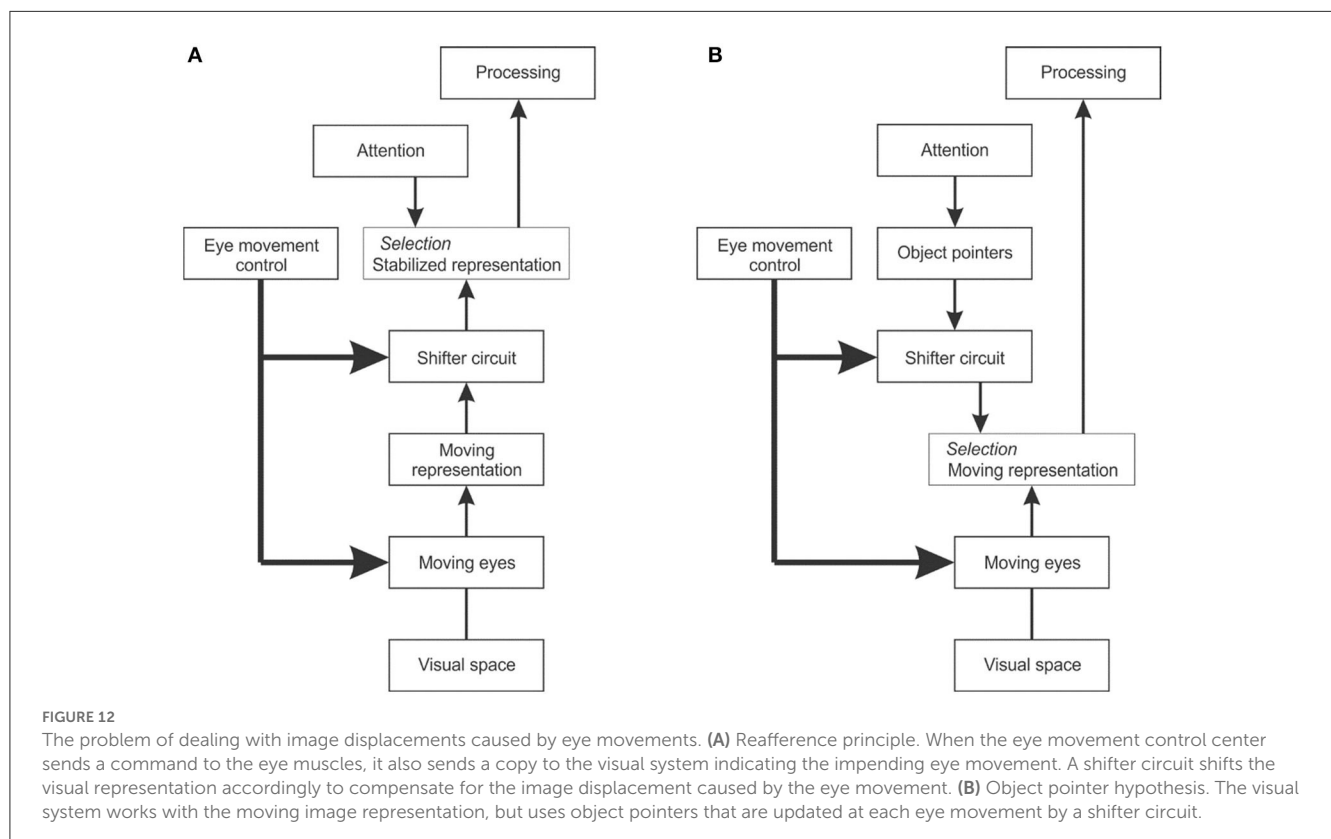 A
Processing
Attention
Eye movement
control
Selection
Stabilized representation
Shifter circuit
Moving
representation
Moving eyes
Visual space
B
Processing
Attention
Eye movement
control
Object pointers
Shifter circuit
Selection
Moving representation
Moving eyes
Visual space
FIGURE 12
The problem of dealing with image displacements caused by eye movements. (A) Reafference principle. When the eye movement control center
sends a command to the eye muscles, it also sends a copy to the visual system indicating the impending eye movement. A shifter circuit shifts the
visual representation accordingly to compensate for the image displacement caused by the eye movement. (B) Object pointer hypothesis. The visual
system works with the moving image representation, but uses object pointers that are updated at each eye movement by a shifter circuit.